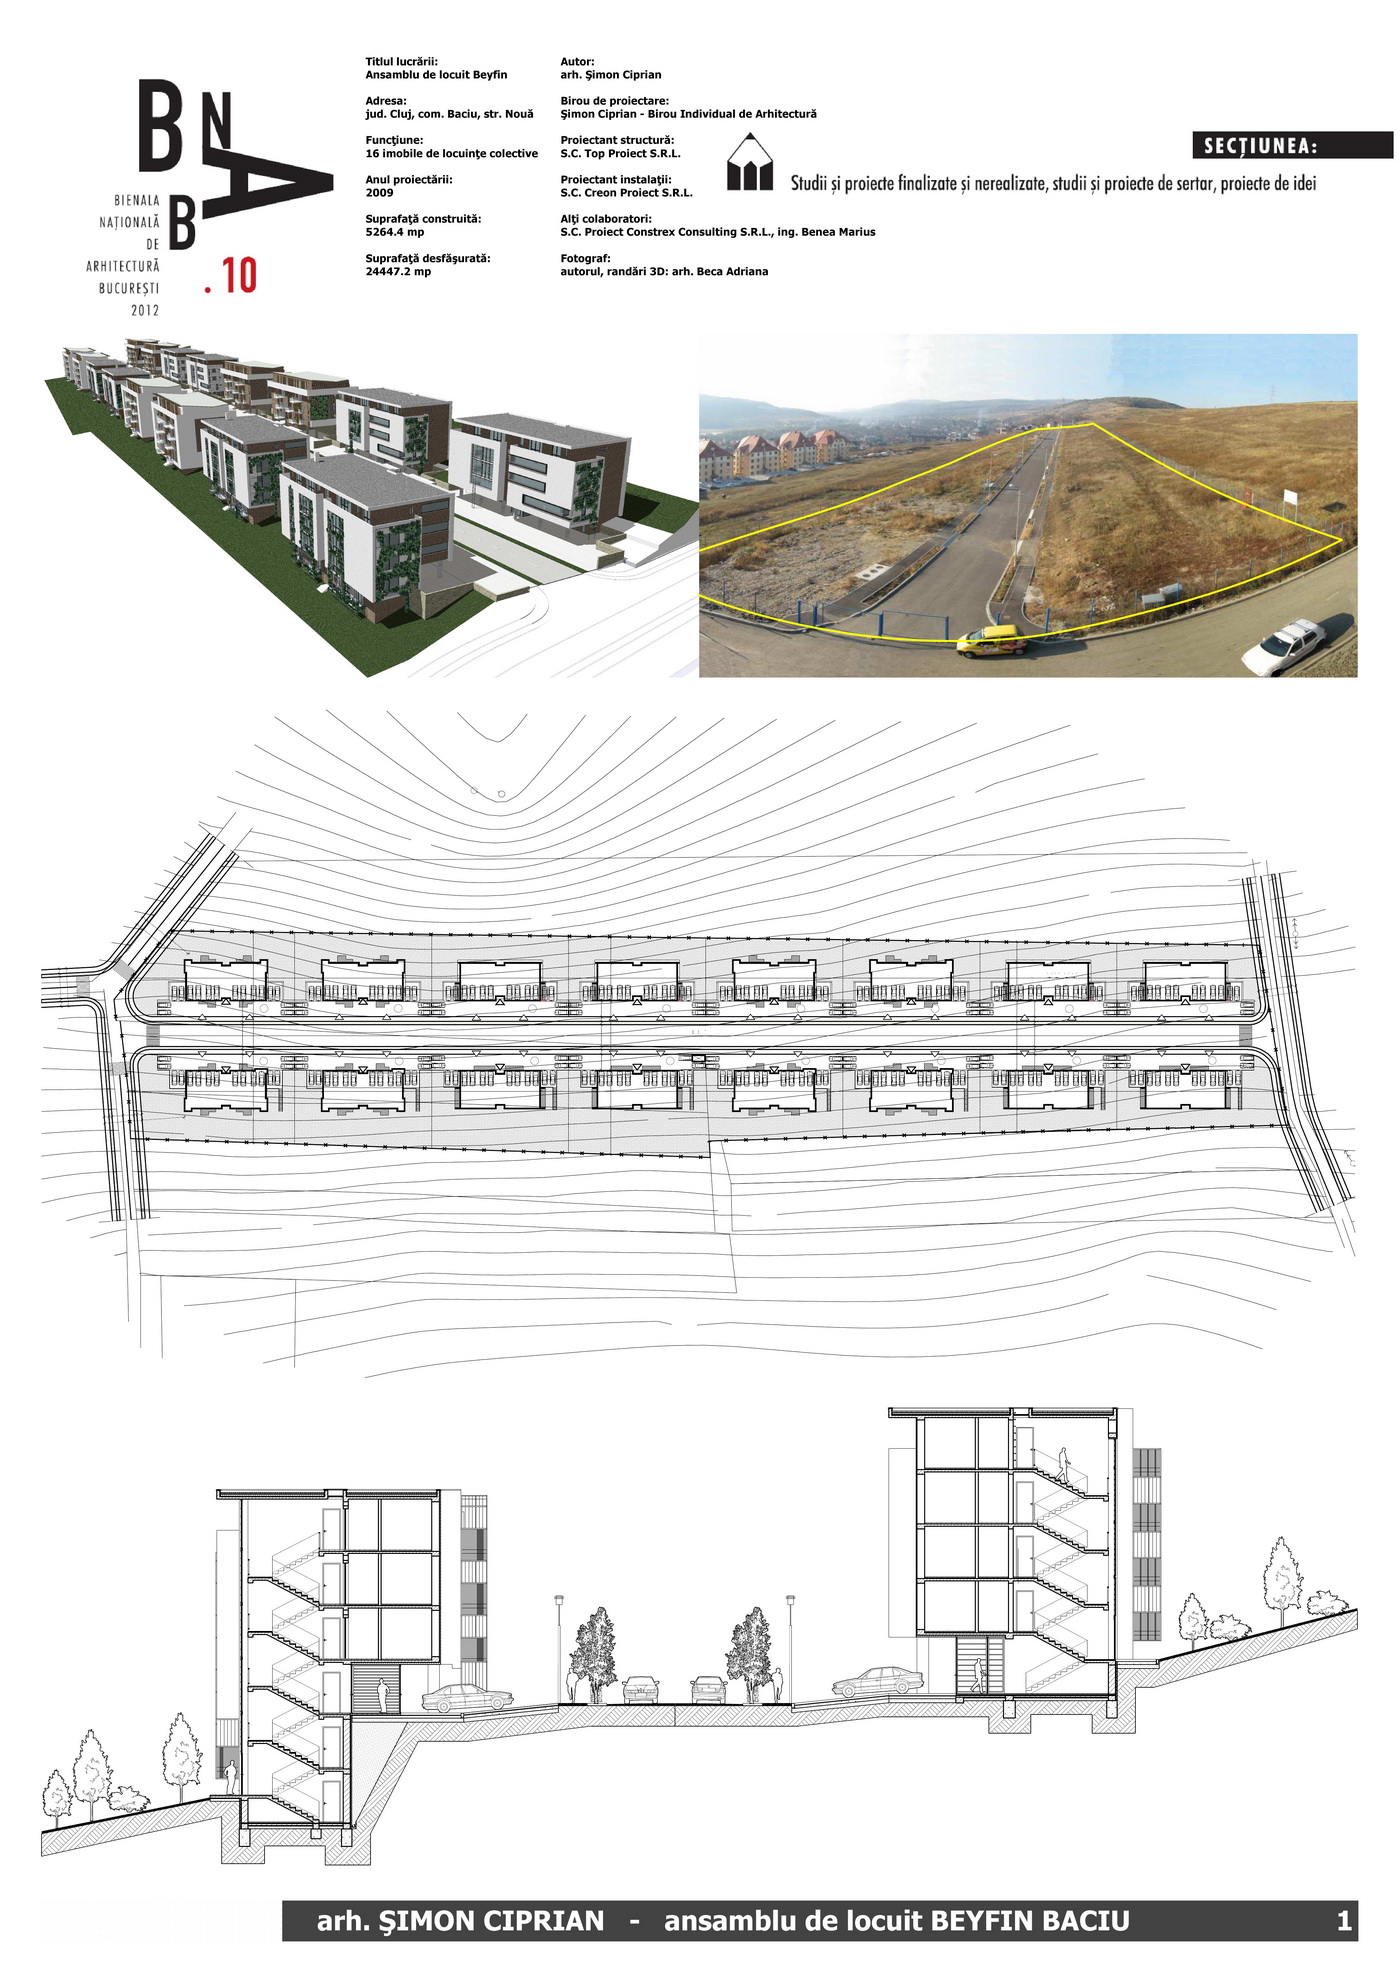 B N
A
B
. 10
BIENALA
NAȚIONALĂ
DE
ARHITECTURĂ
BUCUREȘTI
2012
Titlul lucrării:
Ansamblu de locuit Beyfin
Adresa:
jud. Cluj, com. Baciu, str. Nouă
Funcţiune:
16 imobile de locuinţe colective
Anul proiectării:
2009
Suprafaţă construită:
5264.4 mp
Suprafaţă desfăşurată:
24447.2 mp
Autor:
arh. Şimon Ciprian
Birou de proiectare:
Şimon Ciprian - Birou Individual de Arhitectură
Proiectant structură:
S.C. Top Proiect S.R.L.
Proiectant instalaţii:
S.C. Creon Proiect S.R.L.
Alţi colaboratori:
S.C. Proiect Constrex Consulting S.R.L., ing. Benea Marius
Fotograf:
autorul, randări 3D: arh. Beca Adriana
SECȚIUNEA:
Studii și proiecte finalizate și nerealizate, studii și proiecte de sertar, proiecte de idei
arh. ŞIMON CIPRIAN - ansamblu de locuit BEYFIN BACIU 1